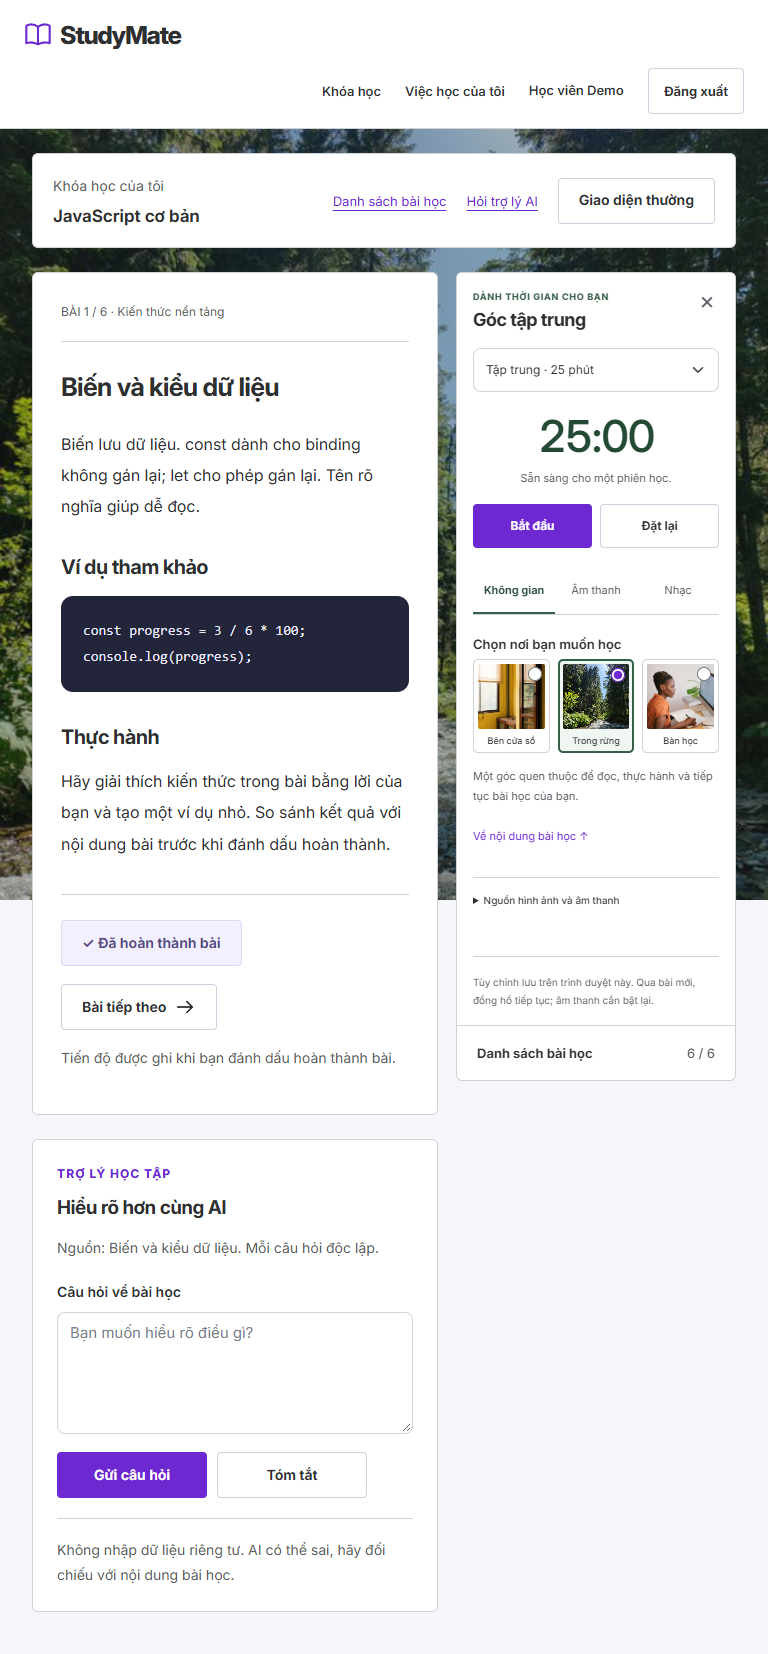 StudyMate
Khóa học
Việc học của tôi
Học viên Demo
Đăng xuất
Khóa học của tôi
JavaScript cơ bản
Danh sách bài học
Hỏi trợ lý AI
Giao diện thường
BÀI 1 / 6 · Kiến thức nền tảng
Biến và kiểu dữ liệu
Biến lưu dữ liệu. const dành cho binding
không gán lại; let cho phép gán lại. Tên rõ
nghĩa giúp dễ đọc.
Ví dụ tham khảo
const progress = 3 / 6 * 100;
console.log(progress);
Thực hành
Hãy giải thích kiến thức trong bài bằng lời của
bạn và tạo một ví dụ nhỏ. So sánh kết quả với
nội dung bài trước khi đánh dấu hoàn thành.
✓ Đã hoàn thành bài
Bài tiếp theo →
Tiến độ được ghi khi bạn đánh dấu hoàn thành bài.
DÀNH THỜI GIAN CHO BẠN
Góc tập trung
Tập trung · 25 phút
25:00
Sẵn sàng cho một phiên học.
Bắt đầu
Đặt lại
Không gian
Âm thanh
Nhạc
Chọn nơi bạn muốn học
Bên cửa sổ
Trong rừng
Bàn học
Một góc quen thuộc để đọc, thực hành và tiếp
tục bài học của bạn.
Về nội dung bài học ↑
Nguồn hình ảnh và âm thanh
Tùy chỉnh lưu trên trình duyệt này. Qua bài mới,
đồng hồ tiếp tục; âm thanh cần bật lại.
Danh sách bài học
6 / 6
TRỢ LÝ HỌC TẬP
Hiểu rõ hơn cùng AI
Nguồn: Biến và kiểu dữ liệu. Mỗi câu hỏi độc lập.
Câu hỏi về bài học
Bạn muốn hiểu rõ điều gì?
Gửi câu hỏi
Tóm tắt
Không nhập dữ liệu riêng tư. AI có thể sai, hãy đối
chiếu với nội dung bài học.